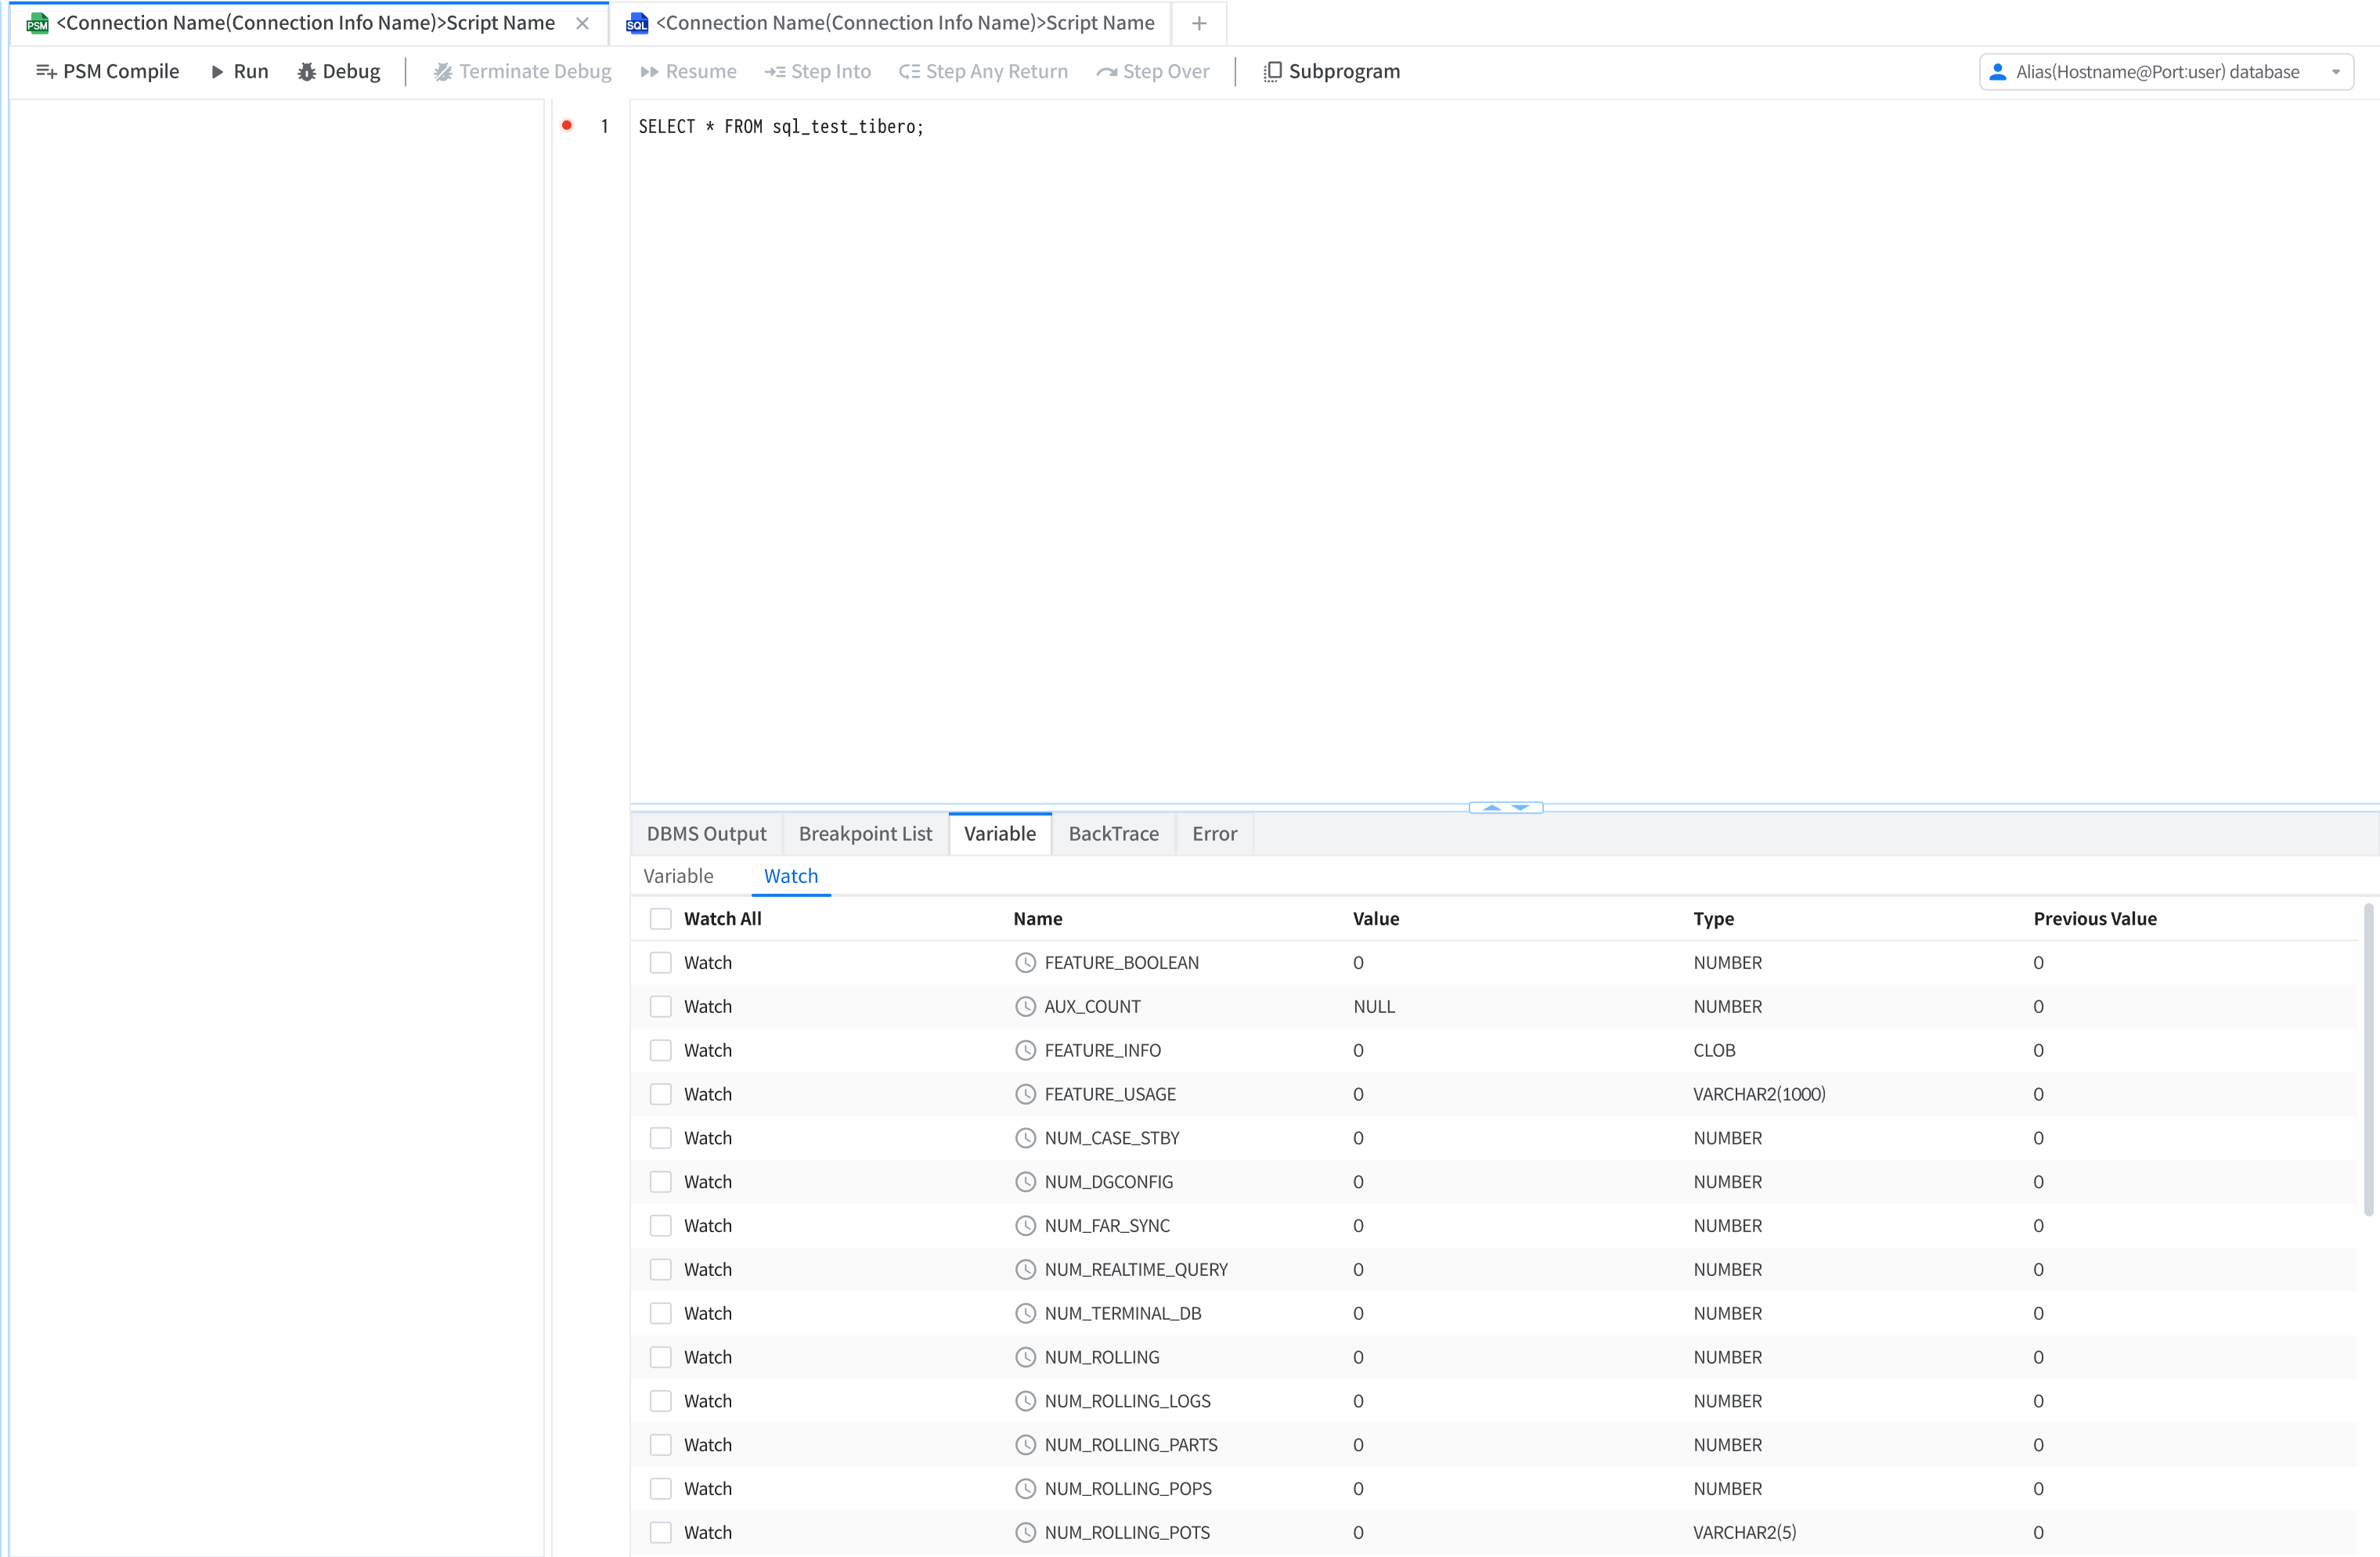 PSM <Connection Name(Connection Info Name)>Script Name SQL <Connection Name(Connection Info Name)>Script Name
PSM Compile Run Debug Terminate Debug Resume Step Into Step Any Return Step Over Subprogram Alias(Hostname@Port:user) database
1 SELECT * FROM sql_test_tibero;
DBMS Output Breakpoint List Variable BackTrace Error
Variable Watch
Watch All Name Value Type Previous Value
Watch FEATURE_BOOLEAN 0 NUMBER 0
Watch AUX_COUNT NULL NUMBER 0
Watch FEATURE_INFO 0 CLOB 0
Watch FEATURE_USAGE 0 VARCHAR2(1000) 0
Watch NUM_CASE_STBY 0 NUMBER 0
Watch NUM_DGCONFIG 0 NUMBER 0
Watch NUM_FAR_SYNC 0 NUMBER 0
Watch NUM_REALTIME_QUERY 0 NUMBER 0
Watch NUM_TERMINAL_DB 0 NUMBER 0
Watch NUM_ROLLING 0 NUMBER 0
Watch NUM_ROLLING_LOGS 0 NUMBER 0
Watch NUM_ROLLING_PARTS 0 NUMBER 0
Watch NUM_ROLLING_POPS 0 NUMBER 0
Watch NUM_ROLLING_POTS 0 VARCHAR2(5) 0